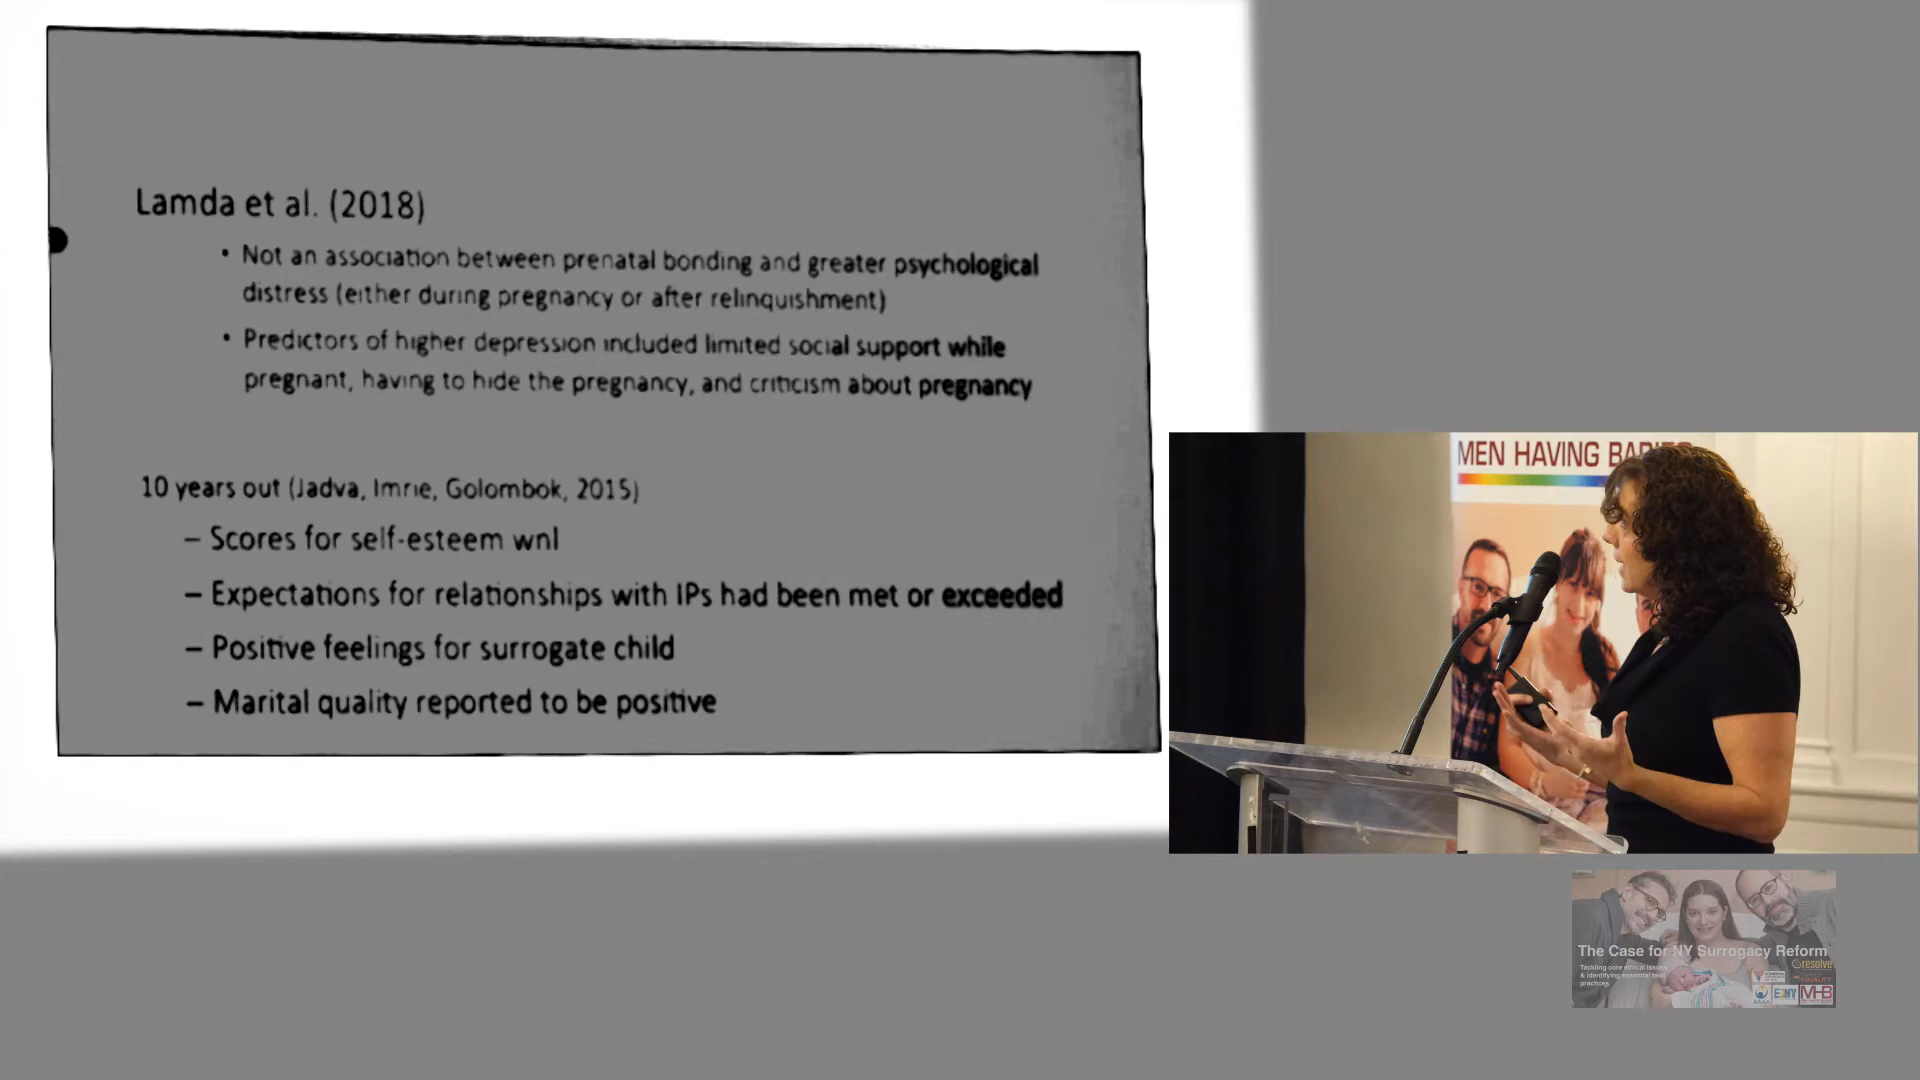 Lamda et al. (2018)
• Not an association between prenatal bonding and greater psychological
distress (either during pregnancy or after relinquishment)
• Predictors of higher depression included limited social support while
pregnant, having to hide the pregnancy, and criticism about pregnancy
10 years out (Jadva, Imrie, Golombok, 2015)
– Scores for self-esteem wnl
– Expectations for relationships with IPs had been met or exceeded
– Positive feelings for surrogate child
– Marital quality reported to be positive
MEN HAVING
The Case for NY Surrogacy Reform
Tackling core ethical issues
& identifying essential best
practices
resolve
EQUALITY
MHB